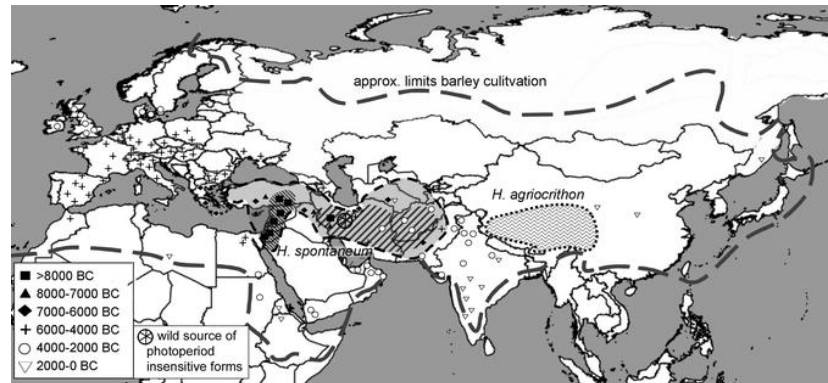 approx. limits barley culitvation
H. agriocrithon
H. spontaneum
>8000 BC
8000-7000 BC
7000-6000 BC
6000-4000 BC
4000-2000 BC
2000-0 BC
wild source of
photoperiod
insensitive forms